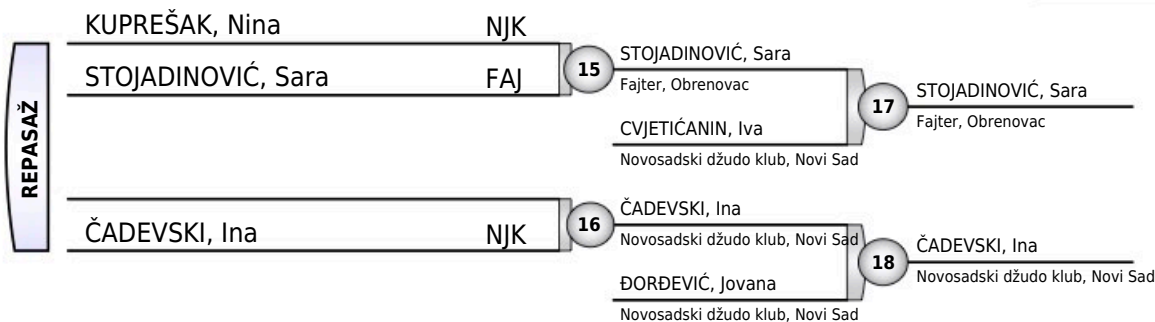 REPASAŽ
KUPREŠAK, Nina NJK
STOJADINOVIĆ, Sara FAJ
15
STOJADINOVIĆ, Sara
Fajter, Obrenovac
CVJETIĆANIN, Iva
Novosadski džudo klub, Novi Sad
17
STOJADINOVIĆ, Sara
Fajter, Obrenovac
ČADEVSKI, Ina NJK
16
ČADEVSKI, Ina
Novosadski džudo klub, Novi Sad
ĐORĐEVIĆ, Jovana
Novosadski džudo klub, Novi Sad
18
ČADEVSKI, Ina
Novosadski džudo klub, Novi Sad